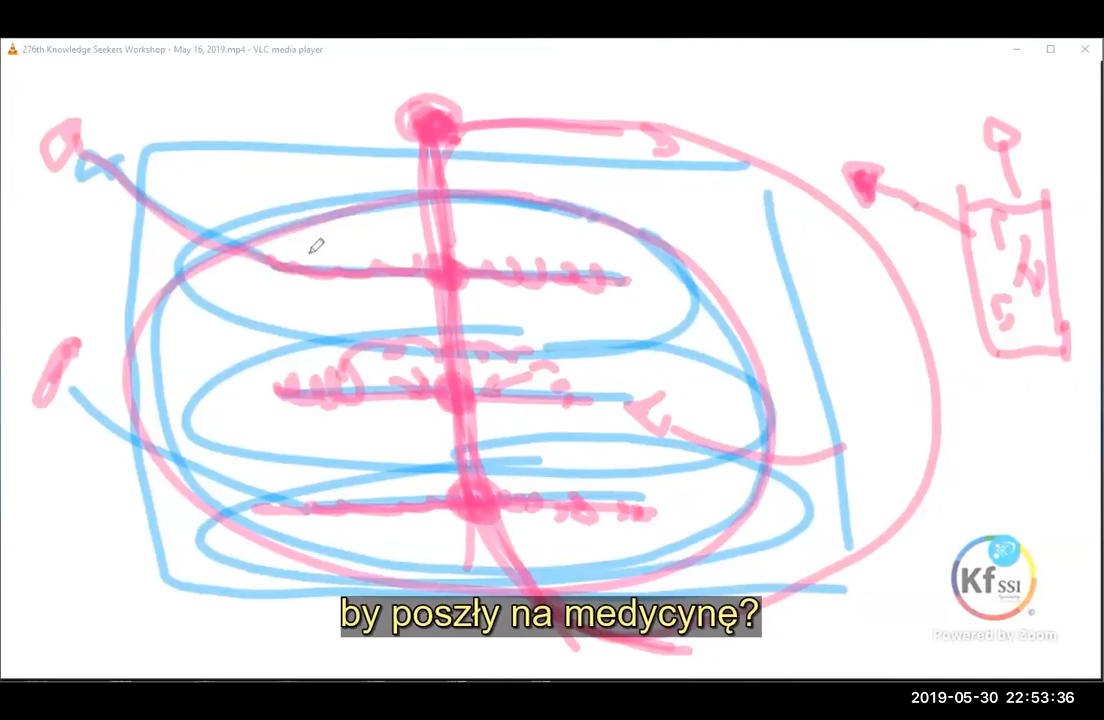 276th Knowledge Seekers Workshop - May 16, 2019.mp4 - VLC media player
Kf SSI
Powered by Zoom
by poszły na medycynę?
2019-05-30 22:53:36